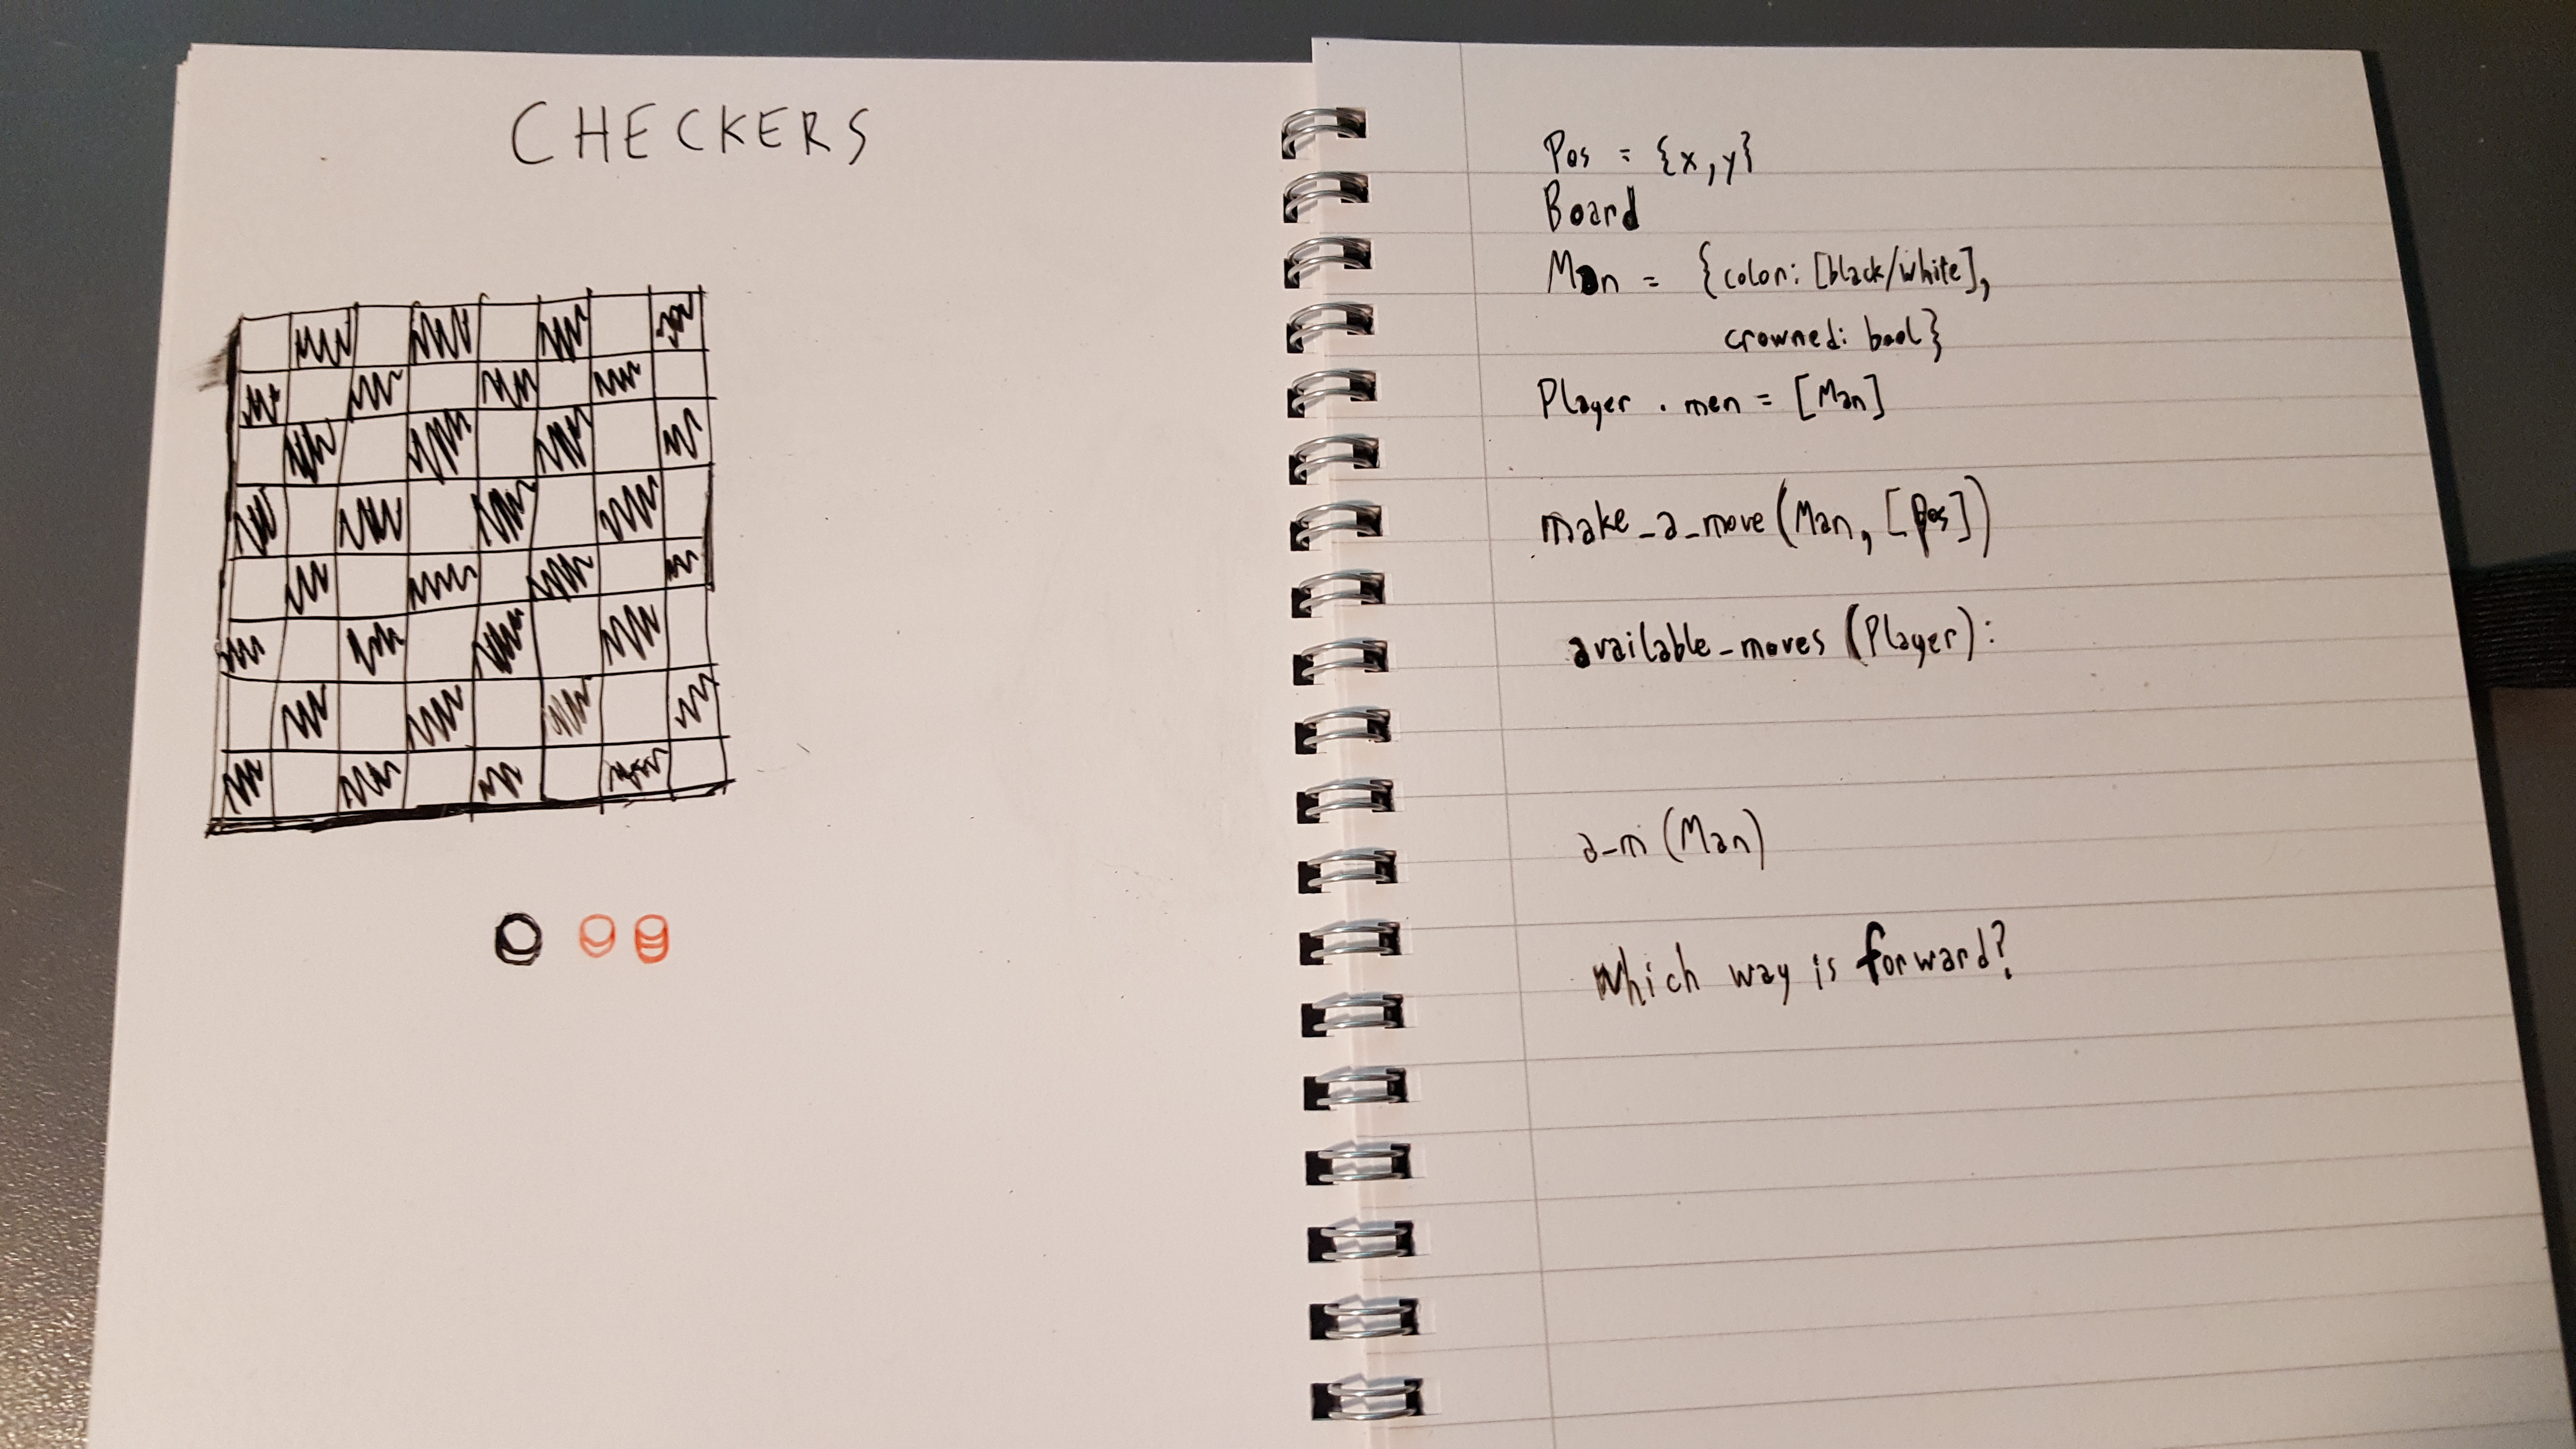 CHECKERS
Pos = {x, y}
Board
Man = {color: [black/white],
crowned: bool}
Player . men = [Man]
make_a_move (Man, [pos])
available_moves (Player):
a_m (Man)
Which way is forward?